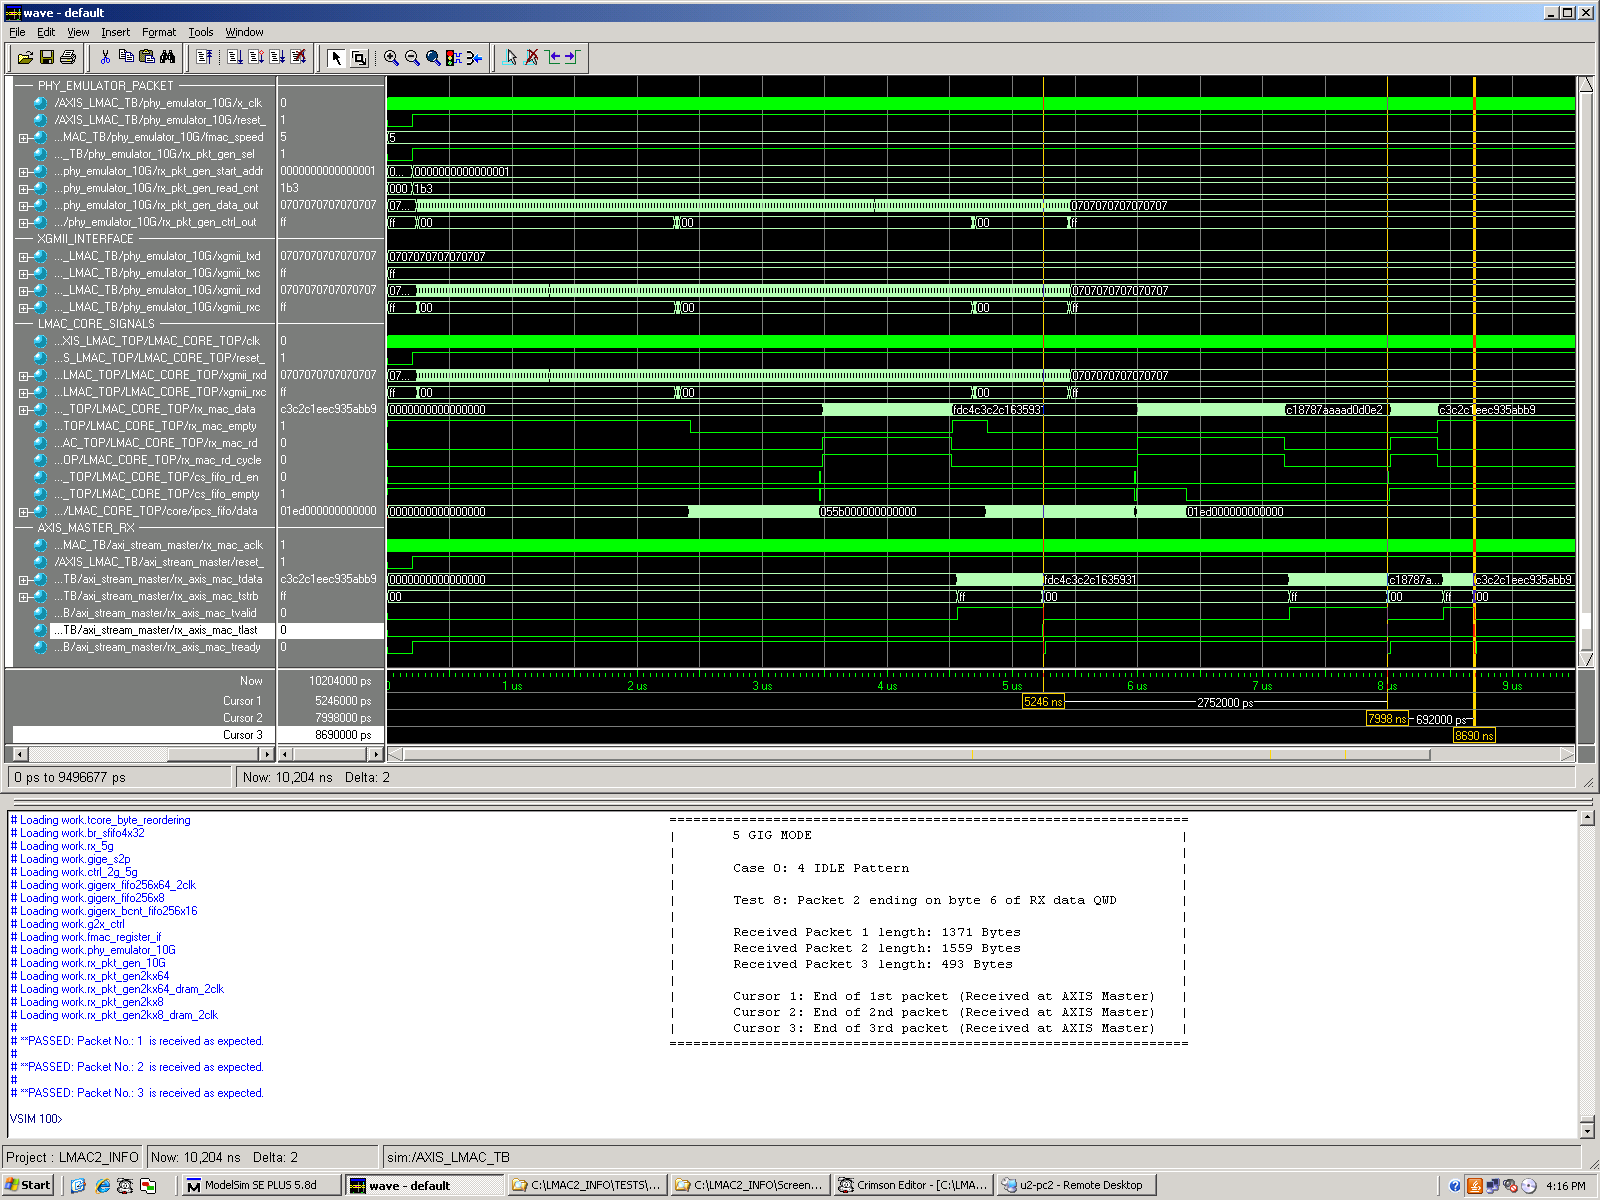 wave - default
File Edit View Insert Format Tools Window
PHY_EMULATOR_PACKET
/AXIS_LMAC_TB/phy_emulator_10G/x_clk 0
/AXIS_LMAC_TB/phy_emulator_10G/reset_ 1
...MAC_TB/phy_emulator_10G/fmac_speed 5 5
..._TB/phy_emulator_10G/rx_pkt_gen_sel 1
...phy_emulator_10G/rx_pkt_gen_start_addr 0000000000000001 0... 0000000000000001
...phy_emulator_10G/rx_pkt_gen_read_cnt 1b3 000 1b3
...phy_emulator_10G/rx_pkt_gen_data_out 0707070707070707 07... 0707070707070707
.../phy_emulator_10G/rx_pkt_gen_ctrl_out ff ff 00 00 00 ff
XGMII_INTERFACE
..._LMAC_TB/phy_emulator_10G/xgmii_txd 0707070707070707 0707070707070707
..._LMAC_TB/phy_emulator_10G/xgmii_txc ff ff
..._LMAC_TB/phy_emulator_10G/xgmii_rxd 0707070707070707 07... 0707070707070707
..._LMAC_TB/phy_emulator_10G/xgmii_rxc ff ff 00 00 00 ff
LMAC_CORE_SIGNALS
...XIS_LMAC_TOP/LMAC_CORE_TOP/clk 0
...S_LMAC_TOP/LMAC_CORE_TOP/reset_ 1
...LMAC_TOP/LMAC_CORE_TOP/xgmii_rxd 0707070707070707 07... 0707070707070707
...LMAC_TOP/LMAC_CORE_TOP/xgmii_rxc ff ff 00 00 00 ff
..._TOP/LMAC_CORE_TOP/rx_mac_data c3c2c1eec935abb9 0000000000000000 fdc4c3c2c1635931 c18787aaaad0d0e2 c3c2c1eec935abb9
...TOP/LMAC_CORE_TOP/rx_mac_empty 1
...AC_TOP/LMAC_CORE_TOP/rx_mac_rd 0
...OP/LMAC_CORE_TOP/rx_mac_rd_cycle 0
..._TOP/LMAC_CORE_TOP/cs_fifo_rd_en 0
..._TOP/LMAC_CORE_TOP/cs_fifo_empty 1
.../LMAC_CORE_TOP/core/ipcs_fifo/data 01ed000000000000 0000000000000000 055b000000000000 01ed000000000000
AXIS_MASTER_RX
...MAC_TB/axi_stream_master/rx_mac_aclk 1
/AXIS_LMAC_TB/axi_stream_master/reset_ 1
...TB/axi_stream_master/rx_axis_mac_tdata c3c2c1eec935abb9 0000000000000000 fdc4c3c2c1635931 c18787a... c3c2c1eec935abb9
...TB/axi_stream_master/rx_axis_mac_tstrb ff 00 ff 00 ff 00 ff 00
...B/axi_stream_master/rx_axis_mac_tvalid 0
...TB/axi_stream_master/rx_axis_mac_tlast 0
...B/axi_stream_master/rx_axis_mac_tready 0
Now 10204000 ps 0 1 us 2 us 3 us 4 us 5 us 6 us 7 us 8 us 9 us
Cursor 1 5246000 ps 5246 ns 2752000 ps
Cursor 2 7998000 ps 7998 ns 692000 ps
Cursor 3 8690000 ps 8690 ns
0 ps to 9496677 ps Now: 10,204 ns Delta: 2
# Loading work.tcore_byte_reordering
# Loading work.br_sfifo4x32
# Loading work.rx_5g
# Loading work.gige_s2p
# Loading work.ctrl_2g_5g
# Loading work.gigerx_fifo256x64_2clk
# Loading work.gigerx_fifo256x8
# Loading work.gigerx_bcnt_fifo256x16
# Loading work.g2x_ctrl
# Loading work.fmac_register_if
# Loading work.phy_emulator_10G
# Loading work.rx_pkt_gen_10G
# Loading work.rx_pkt_gen2kx64
# Loading work.rx_pkt_gen2kx64_dram_2clk
# Loading work.rx_pkt_gen2kx8
# Loading work.rx_pkt_gen2kx8_dram_2clk
#
# **PASSED: Packet No.: 1 is received as expected.
#
# **PASSED: Packet No.: 2 is received as expected.
#
# **PASSED: Packet No.: 3 is received as expected.
VSIM 100>
5 GIG MODE
Case 0: 4 IDLE Pattern
Test 8: Packet 2 ending on byte 6 of RX data QWD
Received Packet 1 length: 1371 Bytes
Received Packet 2 length: 1559 Bytes
Received Packet 3 length: 493 Bytes
Cursor 1: End of 1st packet (Received at AXIS Master)
Cursor 2: End of 2nd packet (Received at AXIS Master)
Cursor 3: End of 3rd packet (Received at AXIS Master)
Project : LMAC2_INFO Now: 10,204 ns Delta: 2 sim:/AXIS_LMAC_TB
Start ModelSim SE PLUS 5.8d wave - default C:\LMAC2_INFO\TESTS\... C:\LMAC2_INFO\Screen... Crimson Editor - [C:\LMA... u2-pc2 - Remote Desktop 4:16 PM